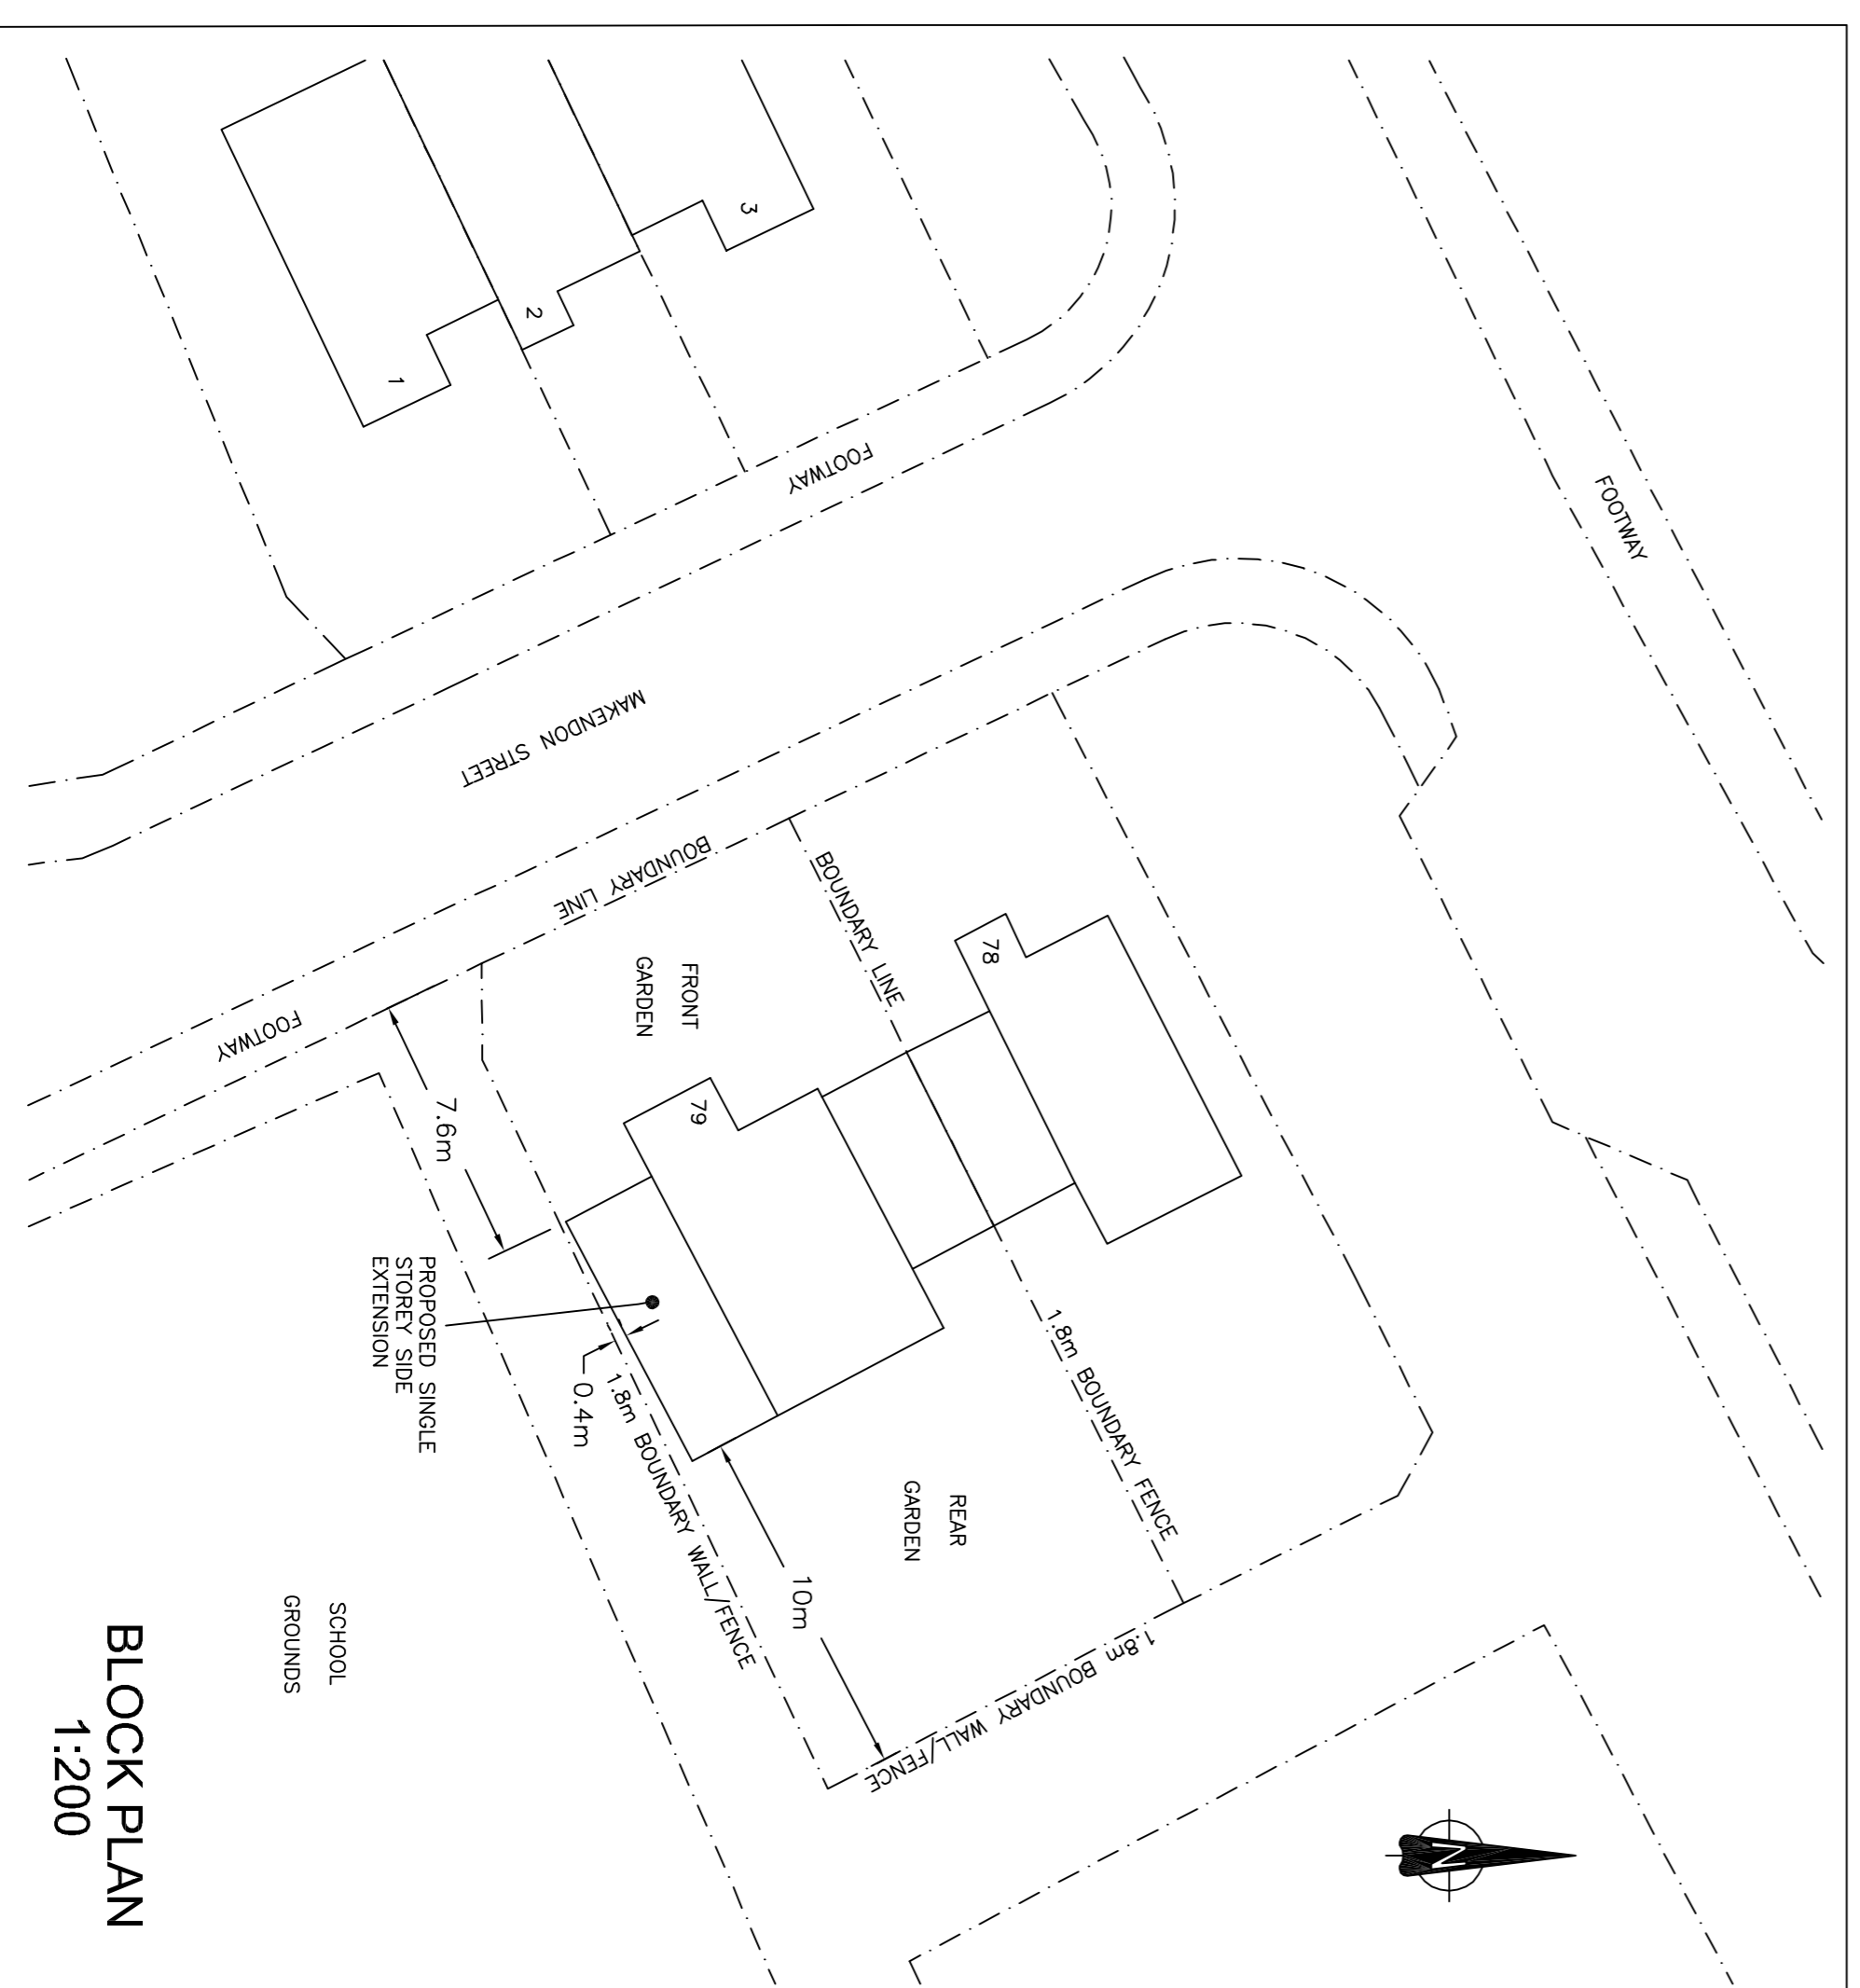 3
2
1
FOOTWAY
FOOTWAY
MAKENDON STREET
BOUNDARY LINE
BOUNDARY LINE
78
FRONT
GARDEN
FOOTWAY
79
7.6m
PROPOSED SINGLE
STOREY SIDE
EXTENSION
0.4m
1.8m BOUNDARY WALL/FENCE
1.8m BOUNDARY FENCE
REAR
GARDEN
10m
1.8m BOUNDARY WALL/FENCE
SCHOOL
GROUNDS
N
BLOCK PLAN
1:200